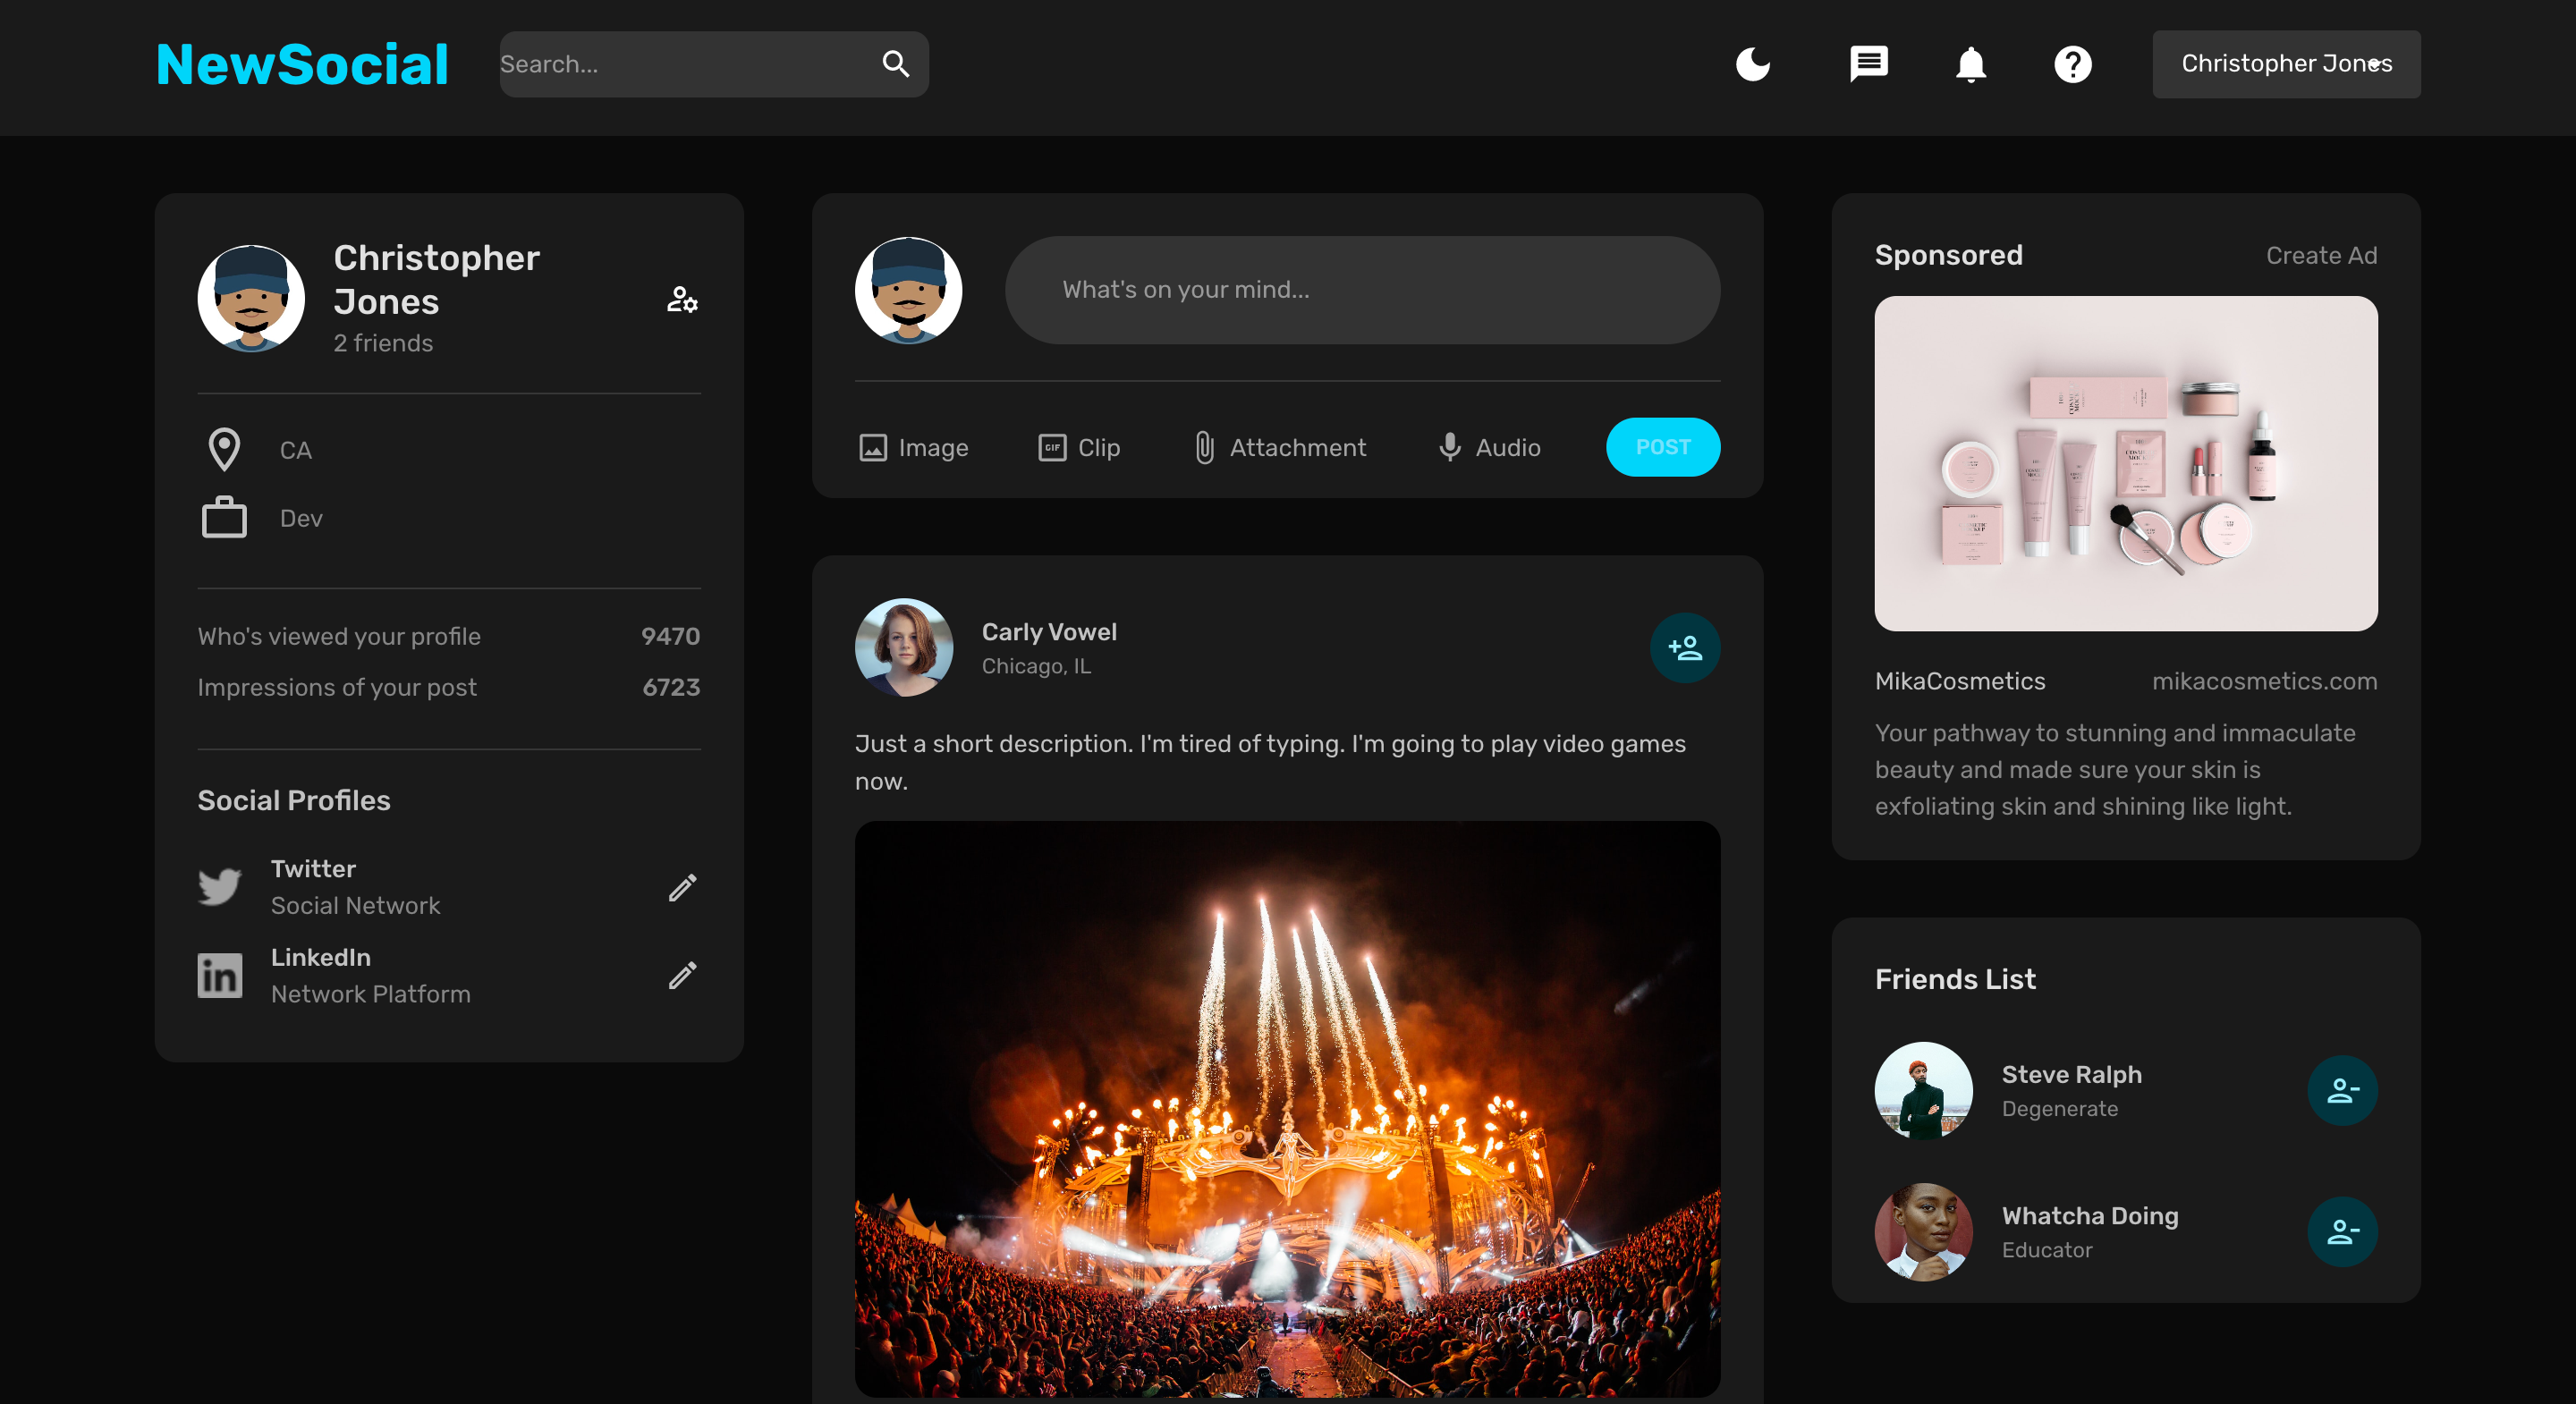 NewSocial
Search...
Christopher Jones
Christopher
Jones
2 friends
CA
Dev
Who's viewed your profile 9470
Impressions of your post 6723
Social Profiles
Twitter
Social Network
LinkedIn
Network Platform
What's on your mind...
Image
GIF Clip
Attachment
Audio
POST
Carly Vowel
Chicago, IL
Just a short description. I'm tired of typing. I'm going to play video games
now.
Sponsored
Create Ad
MikaCosmetics
mikacosmetics.com
Your pathway to stunning and immaculate
beauty and made sure your skin is
exfoliating skin and shining like light.
Friends List
Steve Ralph
Degenerate
Whatcha Doing
Educator